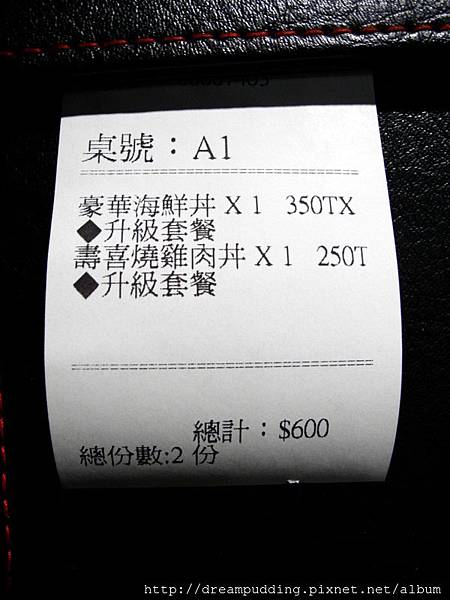 桌號：A1
豪華海鮮丼 X 1 350TX
◆升級套餐
壽喜燒雞肉丼 X 1 250T
◆升級套餐
總計：$600
總份數:2 份
http://dreampudding.pixnet.net/album